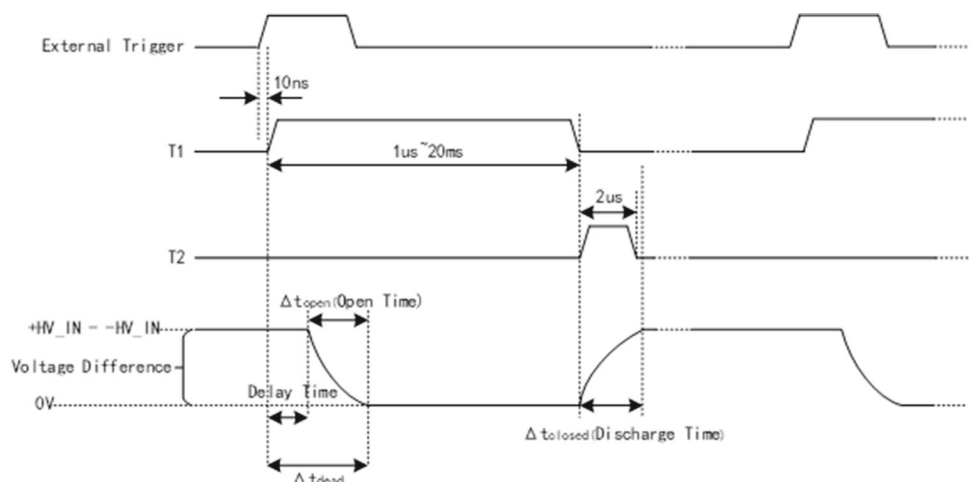 External Trigger
10ns
T1
1us~20ms
2us
T2
Δtopen(Open Time)
+HV_IN - -HV_IN
Voltage Difference
Delay Time
0V
Δtclosed(Discharge Time)
Δtdead